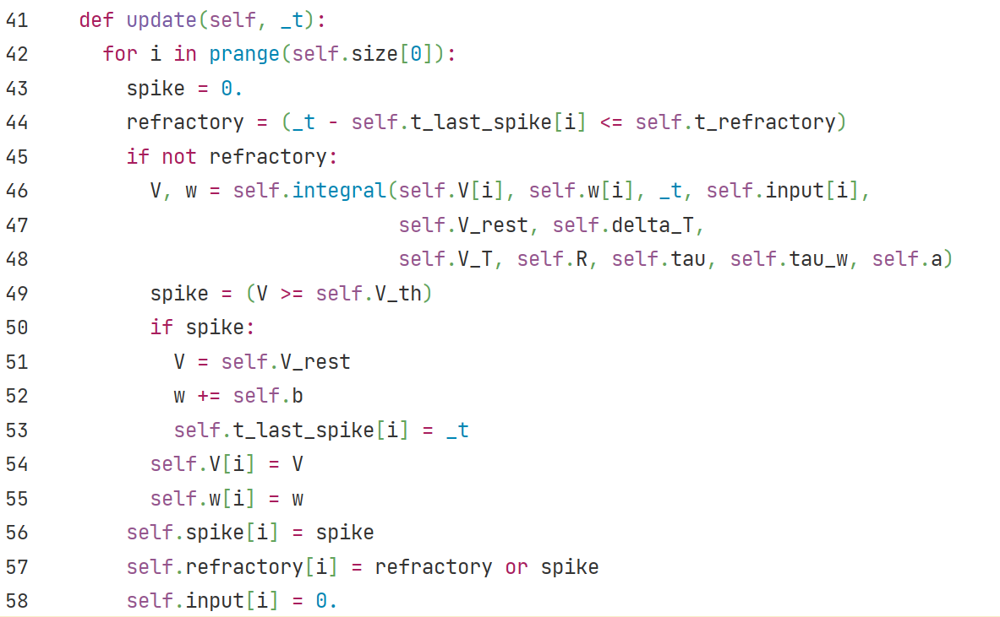 41    def update(self, _t):
42      for i in prange(self.size[0]):
43        spike = 0.
44        refractory = (_t - self.t_last_spike[i] <= self.t_refractory)
45        if not refractory:
46          V, w = self.integral(self.V[i], self.w[i], _t, self.input[i],
47                               self.V_rest, self.delta_T,
48                               self.V_T, self.R, self.tau, self.tau_w, self.a)
49          spike = (V >= self.V_th)
50          if spike:
51            V = self.V_rest
52            w += self.b
53            self.t_last_spike[i] = _t
54          self.V[i] = V
55          self.w[i] = w
56        self.spike[i] = spike
57        self.refractory[i] = refractory or spike
58        self.input[i] = 0.